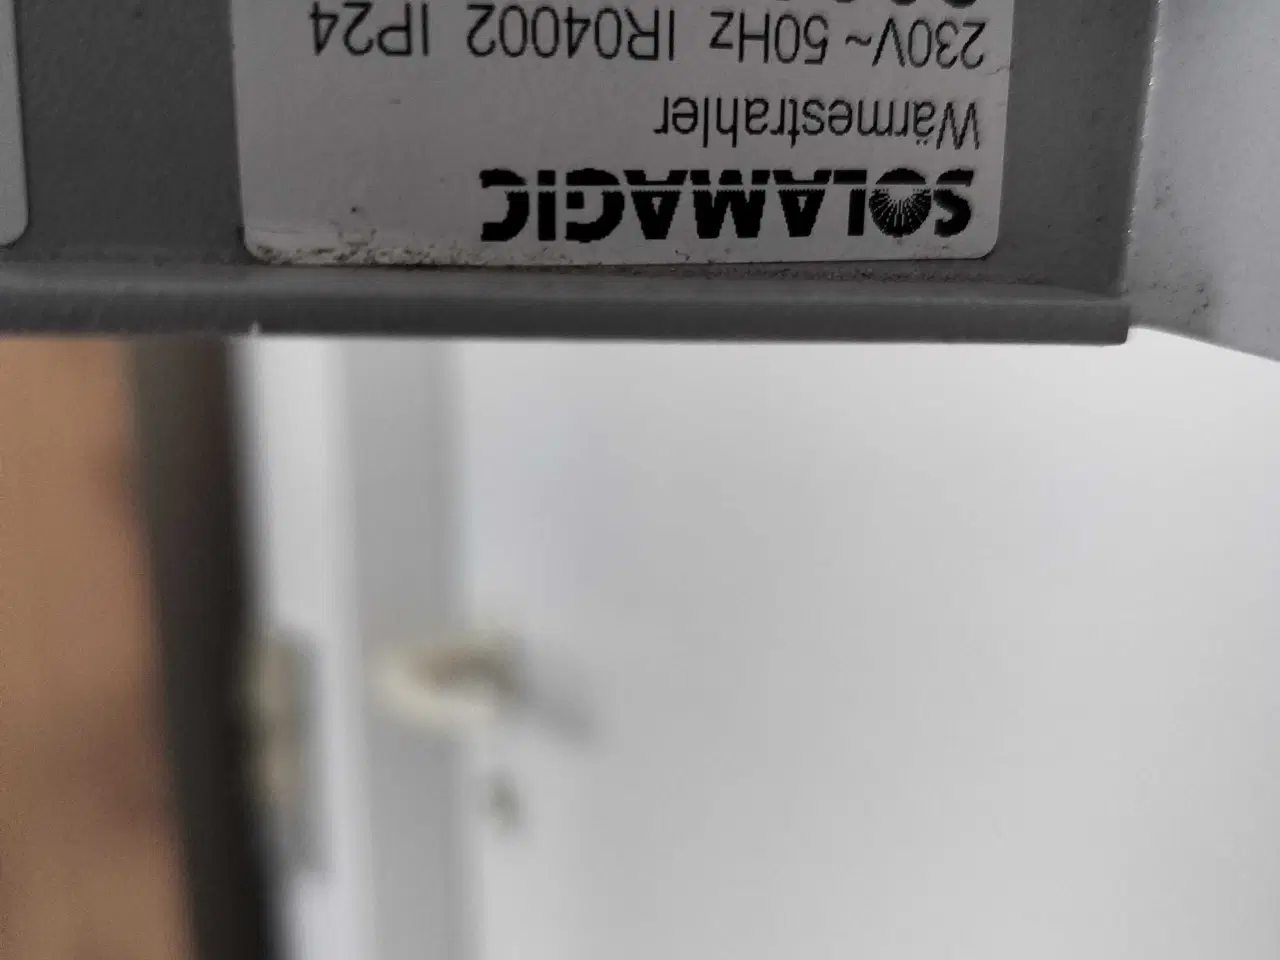 SOLAMAGIC
Wärmestrahler
230V~ 50Hz IR04002 IP24